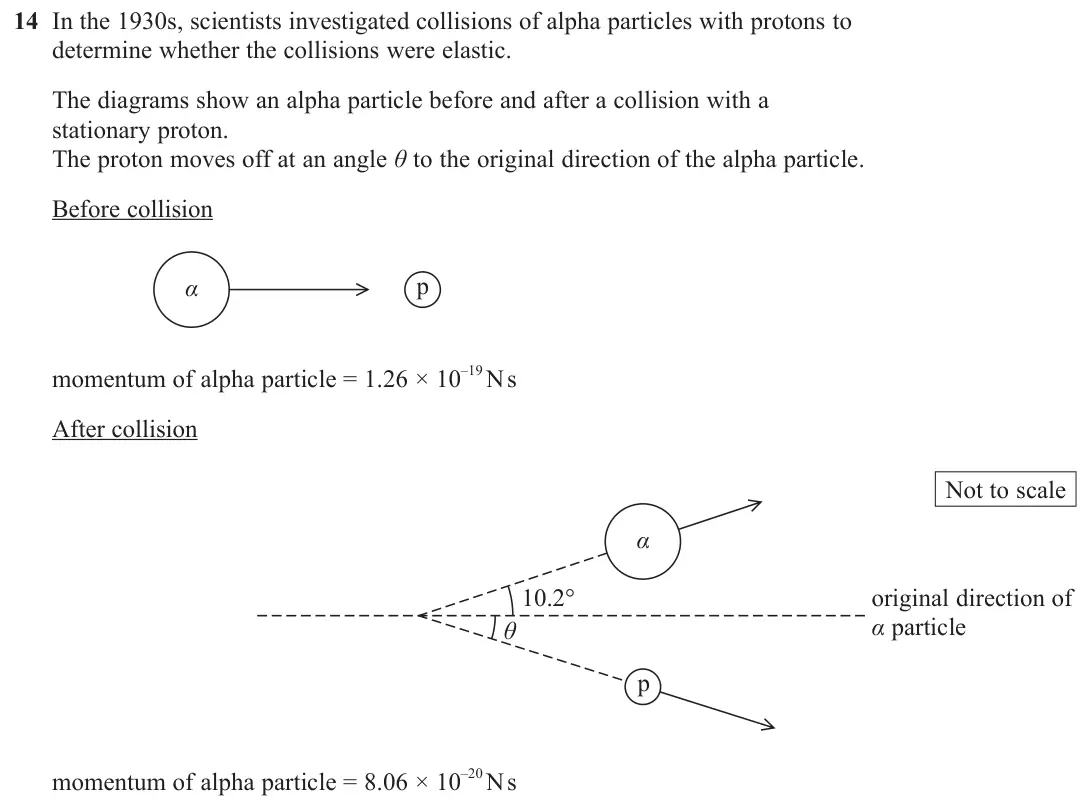 14 In the 1930s, scientists investigated collisions of alpha particles with protons to
determine whether the collisions were elastic.
The diagrams show an alpha particle before and after a collision with a
stationary proton.
The proton moves off at an angle θ to the original direction of the alpha particle.
Before collision
α
p
momentum of alpha particle = 1.26 × 10⁻¹⁹ N s
After collision
Not to scale
α
10.2°
original direction of
α particle
θ
p
momentum of alpha particle = 8.06 × 10⁻²⁰ N s